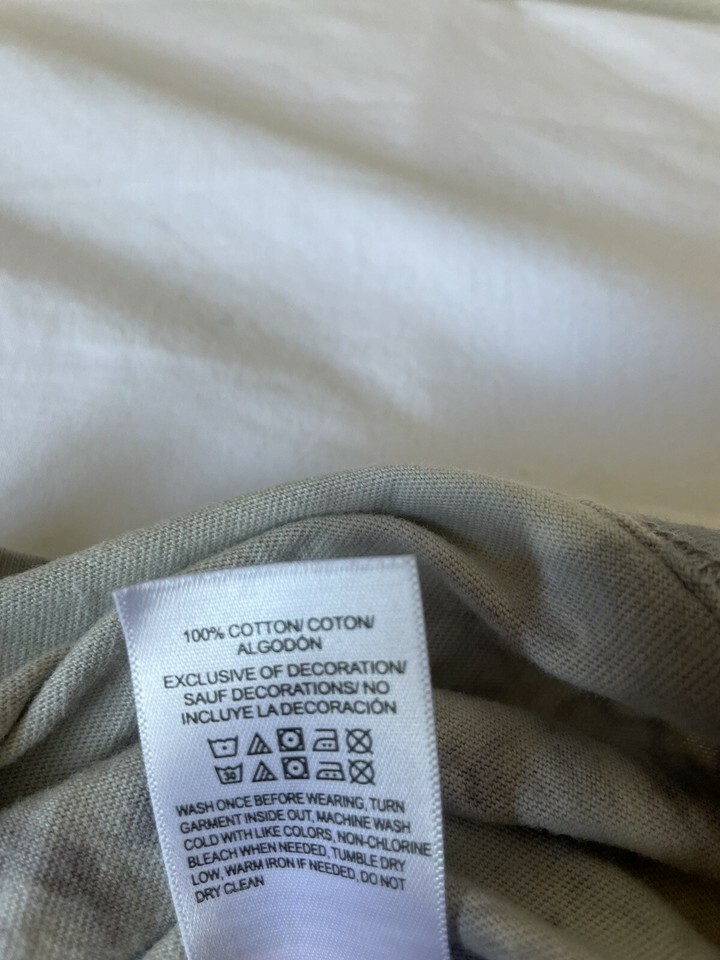 100% COTTON/ COTON/
ALGODÓN
EXCLUSIVE OF DECORATION/
SAUF DECORATIONS/ NO
INCLUYE LA DECORACIÓN
30
WASH ONCE BEFORE WEARING, TURN
GARMENT INSIDE OUT, MACHINE WASH
COLD WITH LIKE COLORS, NON-CHLORINE
BLEACH WHEN NEEDED, TUMBLE DRY
LOW, WARM IRON IF NEEDED, DO NOT
DRY CLEAN